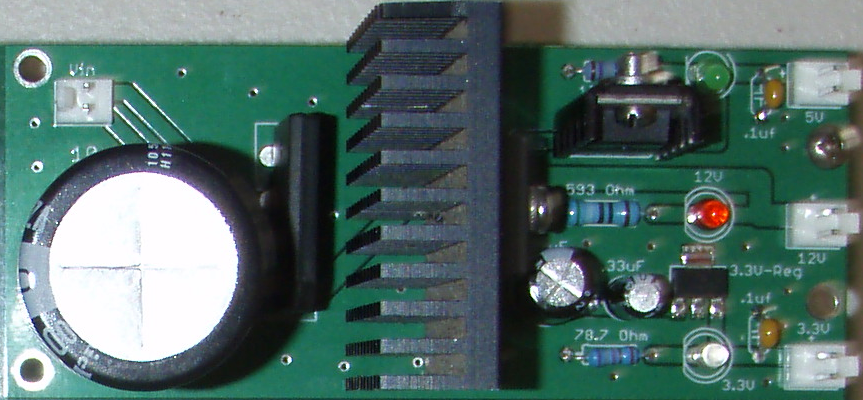 Vin
.1uf
5V
593 Ohm
12V
12V
.33uF
3.3V-Reg
.1uf
78.7 Ohm
3.3V
+
3.3V
105